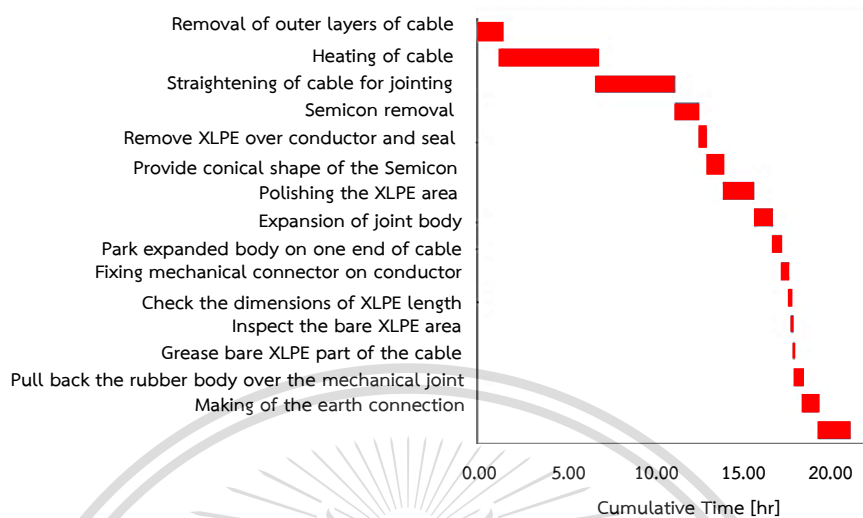 Removal of outer layers of cable
Heating of cable
Straightening of cable for jointing
Semicon removal
Remove XLPE over conductor and seal
Provide conical shape of the Semicon
Polishing the XLPE area
Expansion of joint body
Park expanded body on one end of cable
Fixing mechanical connector on conductor
Check the dimensions of XLPE length
Inspect the bare XLPE area
Grease bare XLPE part of the cable
Pull back the rubber body over the mechanical joint
Making of the earth connection
0.00 5.00 10.00 15.00 20.00
Cumulative Time [hr]